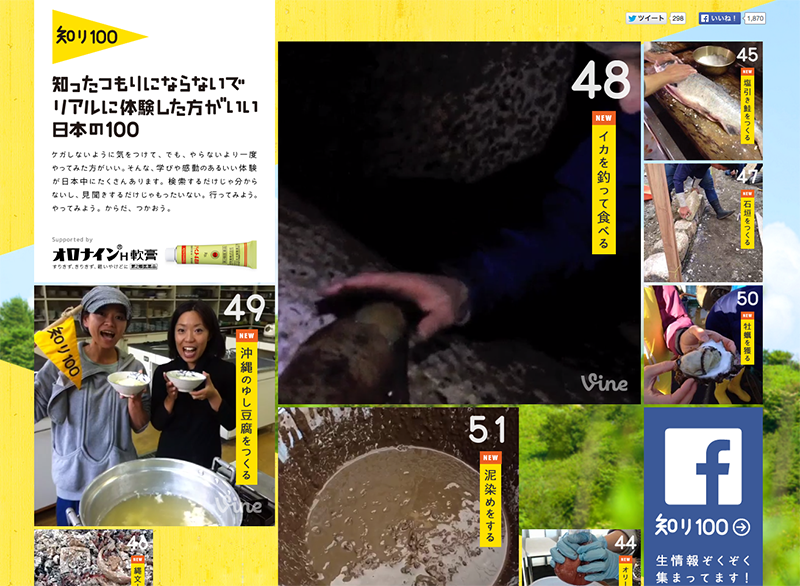 知リ100
知ったつもりにならないで
リアルに体験した方がいい
日本の100
ケガしないように気をつけて、でも、やらないより一度
やってみた方がいい。そんな、学びや感動のあるいい体験
が日本中にたくさんあります。検索するだけじゃ分から
ないし、見聞きするだけじゃもったいない。行ってみよう。
やってみよう。からだ、つかおう。
Supported by
オロナイン®H軟膏
すりきず、きりきず、軽いやけどに 第2類医薬品
ツイート 298
いいね! 1,870
48
NEW
イカを釣って食べる
Vine
45
NEW
塩引き鮭をつくる
47
NEW
石垣をつくる
50
NEW
牡蠣を獲る
49
NEW
沖縄のゆし豆腐をつくる
知リ100
Vine
51
NEW
泥染めをする
NEW
縄文
44
NEW
オリー
f
知リ100
生情報ぞくぞく
集まってます!